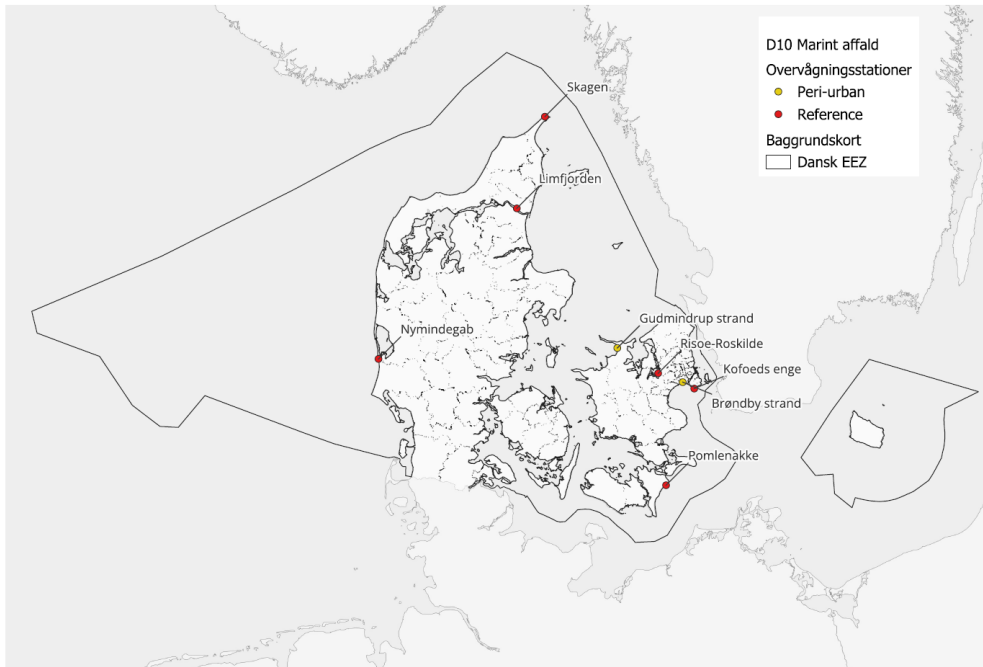 D10 Marint affald
Overvågningsstationer
Peri-urban
Reference
Baggrundskort
Dansk EEZ
Skagen
Limfjorden
Gudmindrup strand
Nymindegab
Risoe-Roskilde
Kofoeds enge
Brøndby strand
Pomlenakke